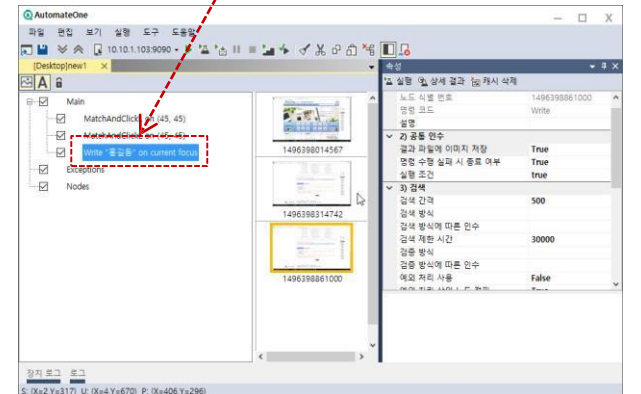 AutomateOne
파일 편집 보기 실행 도구 도움말
10.10.1.103:9090
[Desktop]new1 X
속성
A
실행 상세 결과 캐시 삭제
Main
MatchAndClicks on (45, 45)
MatchAndClicks on (45, 45)
Write "홍길동" on current focus
Exceptions
Nodes
1496398014567
1496398314742
1496398861000
노드 식별 번호 1496398861000
명령 코드 Write
설명
2) 공통 인수
결과 파일에 이미지 저장 True
명령 수행 실패 시 종료 여부 True
실행 조건 true
3) 검색
검색 간격 500
검색 방식
검색 방식에 따른 인수
검색 제한 시간 30000
검증 방식
검증 방식에 따른 인수
예외 처리 사용 False
장치 로그 로그
S: (X=2,Y=317) U: (X=4,Y=670) P: (X=406,Y=296)